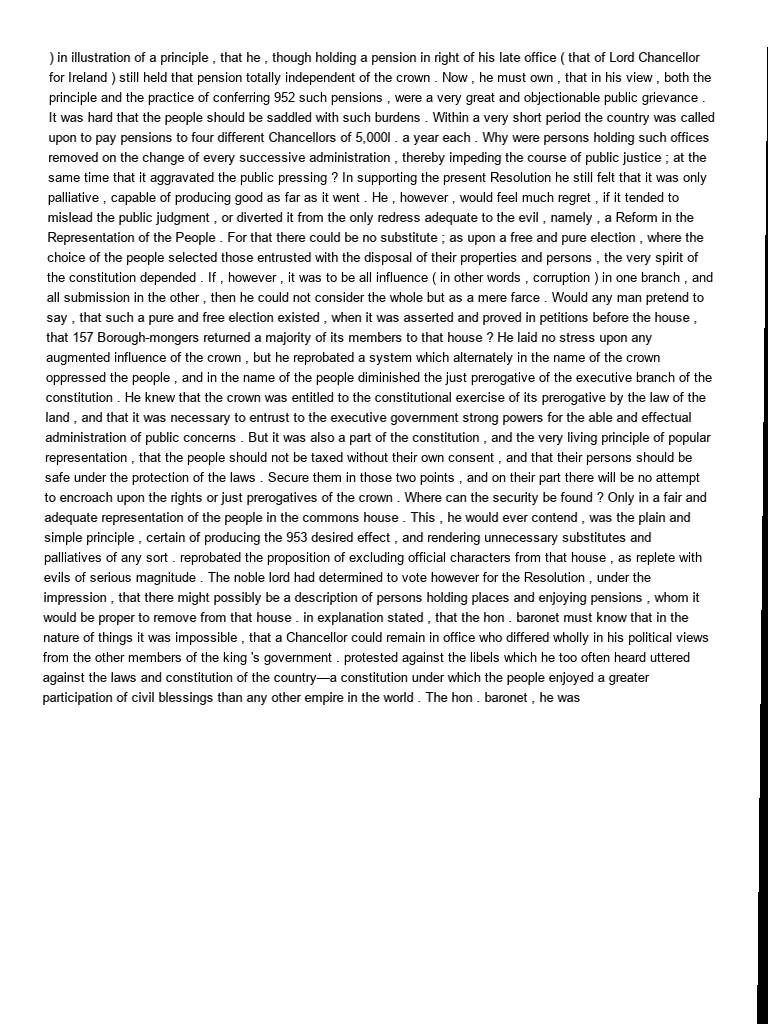 ) in illustration of a principle , that he , though holding a pension in right of his late office ( that of Lord Chancellor
for Ireland ) still held that pension totally independent of the crown . Now , he must own , that in his view , both the
principle and the practice of conferring 952 such pensions , were a very great and objectionable public grievance .
It was hard that the people should be saddled with such burdens . Within a very short period the country was called
upon to pay pensions to four different Chancellors of 5,000l . a year each . Why were persons holding such offices
removed on the change of every successive administration , thereby impeding the course of public justice ; at the
same time that it aggravated the public pressing ? In supporting the present Resolution he still felt that it was only
palliative , capable of producing good as far as it went . He , however , would feel much regret , if it tended to
mislead the public judgment , or diverted it from the only redress adequate to the evil , namely , a Reform in the
Representation of the People . For that there could be no substitute ; as upon a free and pure election , where the
choice of the people selected those entrusted with the disposal of their properties and persons , the very spirit of
the constitution depended . If , however , it was to be all influence ( in other words , corruption ) in one branch , and
all submission in the other , then he could not consider the whole but as a mere farce . Would any man pretend to
say , that such a pure and free election existed , when it was asserted and proved in petitions before the house ,
that 157 Borough-mongers returned a majority of its members to that house ? He laid no stress upon any
augmented influence of the crown , but he reprobated a system which alternately in the name of the crown
oppressed the people , and in the name of the people diminished the just prerogative of the executive branch of the
constitution . He knew that the crown was entitled to the constitutional exercise of its prerogative by the law of the
land , and that it was necessary to entrust to the executive government strong powers for the able and effectual
administration of public concerns . But it was also a part of the constitution , and the very living principle of popular
representation , that the people should not be taxed without their own consent , and that their persons should be
safe under the protection of the laws . Secure them in those two points , and on their part there will be no attempt
to encroach upon the rights or just prerogatives of the crown . Where can the security be found ? Only in a fair and
adequate representation of the people in the commons house . This , he would ever contend , was the plain and
simple principle , certain of producing the 953 desired effect , and rendering unnecessary substitutes and
palliatives of any sort . reprobated the proposition of excluding official characters from that house , as replete with
evils of serious magnitude . The noble lord had determined to vote however for the Resolution , under the
impression , that there might possibly be a description of persons holding places and enjoying pensions , whom it
would be proper to remove from that house . in explanation stated , that the hon . baronet must know that in the
nature of things it was impossible , that a Chancellor could remain in office who differed wholly in his political views
from the other members of the king 's government . protested against the libels which he too often heard uttered
against the laws and constitution of the country—a constitution under which the people enjoyed a greater
participation of civil blessings than any other empire in the world . The hon . baronet , he was